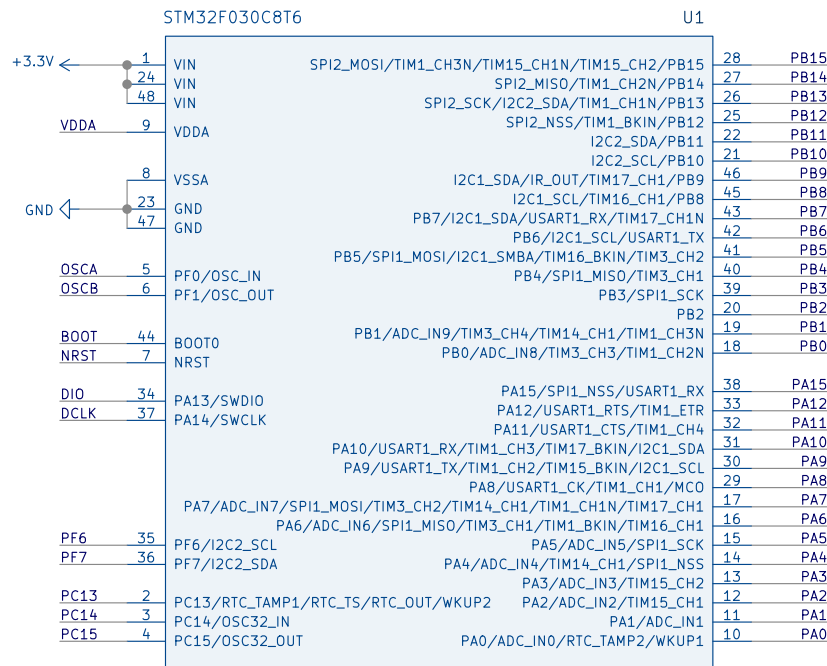 STM32F030C8T6 U1
+3.3V 1 VIN SPI2_MOSI/TIM1_CH3N/TIM15_CH1N/TIM15_CH2/PB15 28 PB15
24 VIN SPI2_MISO/TIM1_CH2N/PB14 27 PB14
48 VIN SPI2_SCK/I2C2_SDA/TIM1_CH1N/PB13 26 PB13
VDDA 9 VDDA SPI2_NSS/TIM1_BKIN/PB12 25 PB12
I2C2_SDA/PB11 22 PB11
I2C2_SCL/PB10 21 PB10
8 VSSA I2C1_SDA/IR_OUT/TIM17_CH1/PB9 46 PB9
I2C1_SCL/TIM16_CH1/PB8 45 PB8
GND 23 GND PB7/I2C1_SDA/USART1_RX/TIM17_CH1N 43 PB7
47 GND PB6/I2C1_SCL/USART1_TX 42 PB6
PB5/SPI1_MOSI/I2C1_SMBA/TIM16_BKIN/TIM3_CH2 41 PB5
OSCA 5 PF0/OSC_IN PB4/SPI1_MISO/TIM3_CH1 40 PB4
OSCB 6 PF1/OSC_OUT PB3/SPI1_SCK 39 PB3
PB2 20 PB2
BOOT 44 BOOT0 PB1/ADC_IN9/TIM3_CH4/TIM14_CH1/TIM1_CH3N 19 PB1
NRST 7 NRST PB0/ADC_IN8/TIM3_CH3/TIM1_CH2N 18 PB0
DIO 34 PA13/SWDIO PA15/SPI1_NSS/USART1_RX 38 PA15
DCLK 37 PA14/SWCLK PA12/USART1_RTS/TIM1_ETR 33 PA12
PA11/USART1_CTS/TIM1_CH4 32 PA11
PA10/USART1_RX/TIM1_CH3/TIM17_BKIN/I2C1_SDA 31 PA10
PA9/USART1_TX/TIM1_CH2/TIM15_BKIN/I2C1_SCL 30 PA9
PA8/USART1_CK/TIM1_CH1/MCO 29 PA8
PA7/ADC_IN7/SPI1_MOSI/TIM3_CH2/TIM14_CH1/TIM1_CH1N/TIM17_CH1 17 PA7
PA6/ADC_IN6/SPI1_MISO/TIM3_CH1/TIM1_BKIN/TIM16_CH1 16 PA6
PF6 35 PF6/I2C2_SCL PA5/ADC_IN5/SPI1_SCK 15 PA5
PF7 36 PF7/I2C2_SDA PA4/ADC_IN4/TIM14_CH1/SPI1_NSS 14 PA4
PA3/ADC_IN3/TIM15_CH2 13 PA3
PC13 2 PC13/RTC_TAMP1/RTC_TS/RTC_OUT/WKUP2 PA2/ADC_IN2/TIM15_CH1 12 PA2
PC14 3 PC14/OSC32_IN PA1/ADC_IN1 11 PA1
PC15 4 PC15/OSC32_OUT PA0/ADC_IN0/RTC_TAMP2/WKUP1 10 PA0